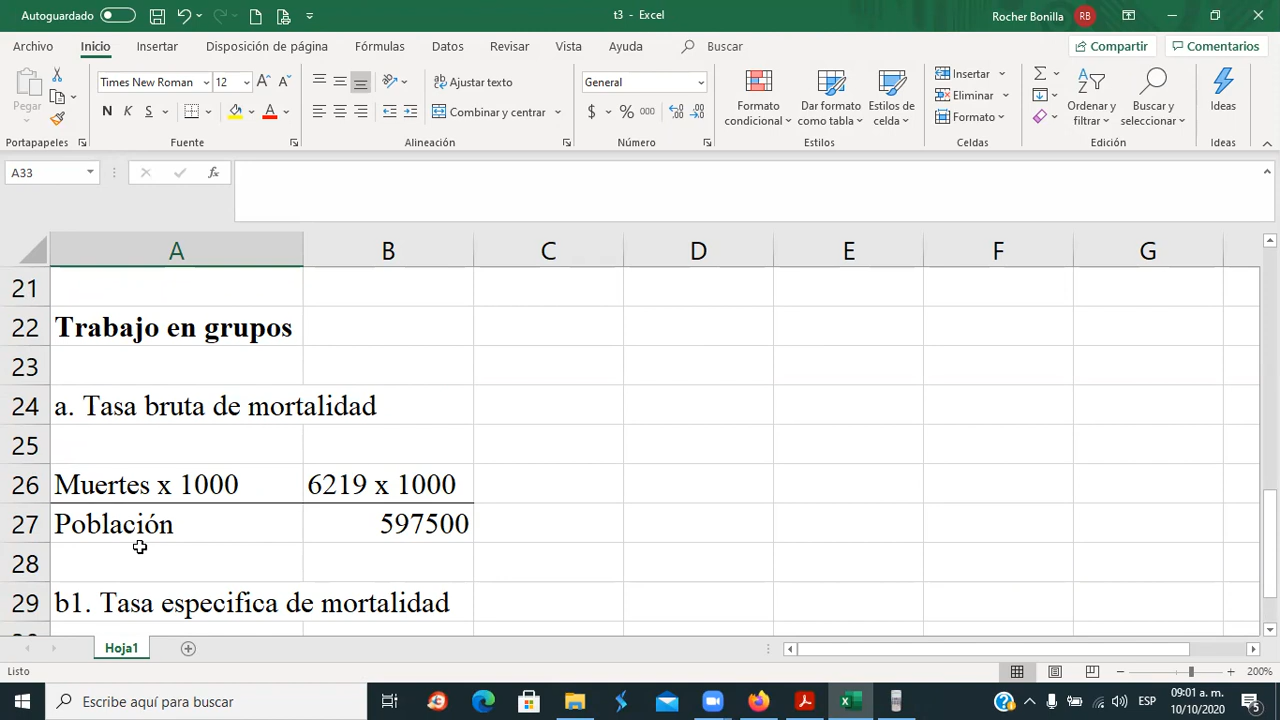 Autoguardado
t3 - Excel
Rocher Bonilla
RB
Archivo Inicio Insertar Disposición de página Fórmulas Datos Revisar Vista Ayuda Buscar
Compartir
Comentarios
Pegar
Times New Roman 12
N K S
Ajustar texto
Combinar y centrar
General
$ % 000
Formato condicional
Dar formato como tabla
Estilos de celda
Insertar
Eliminar
Formato
Ordenar y filtrar
Buscar y seleccionar
Ideas
Portapapeles Fuente Alineación Número Estilos Celdas Edición Ideas
A33
A B C D E F G
21
22 Trabajo en grupos
23
24 a. Tasa bruta de mortalidad
25
26 Muertes x 1000 6219 x 1000
27 Población 597500
28
29 b1. Tasa especifica de mortalidad
Hoja1
Listo
200%
Escribe aquí para buscar
ESP
09:01 a. m.
10/10/2020
5